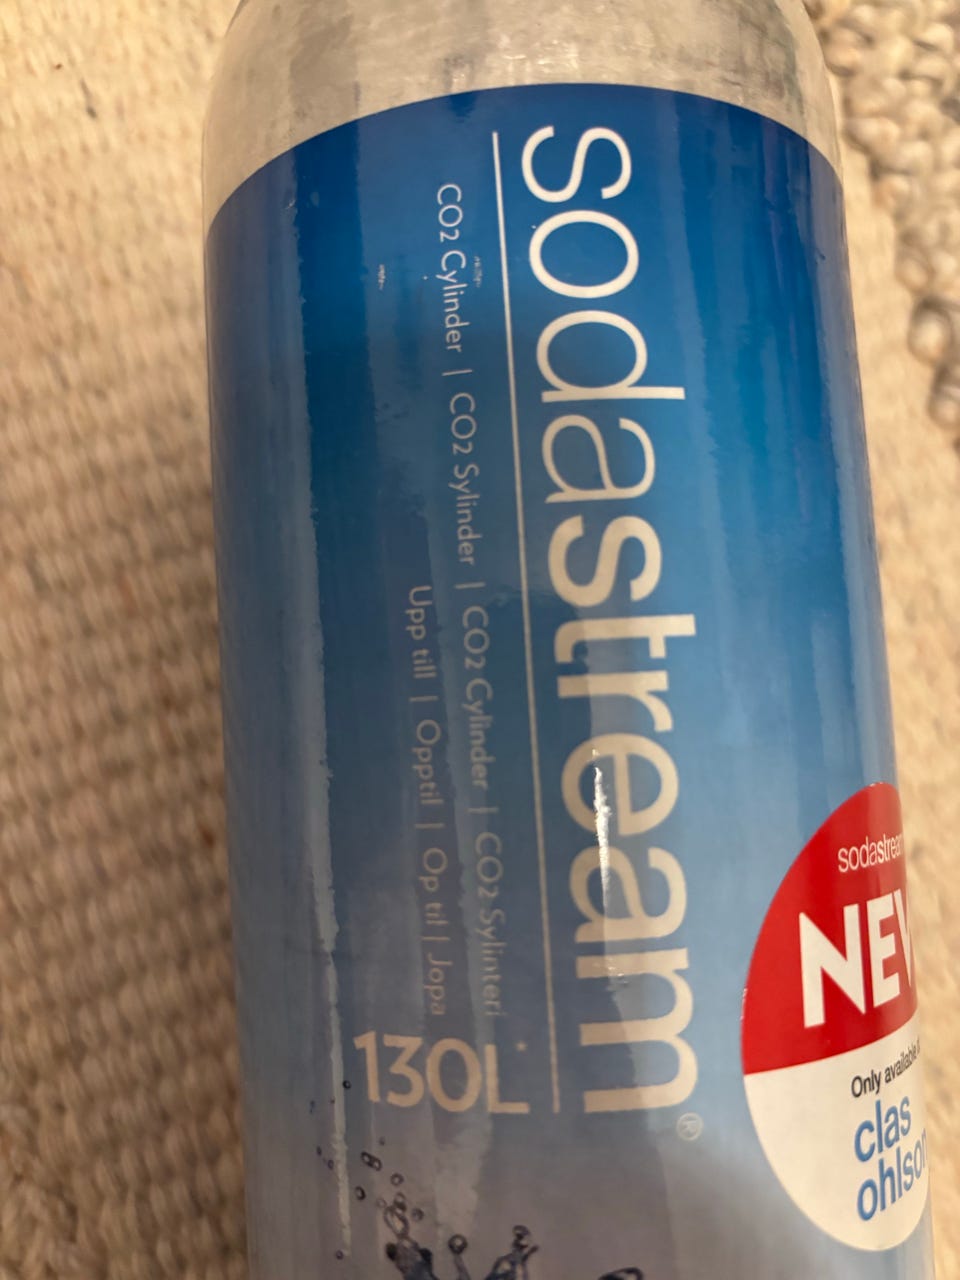 sodastream®
CO2 Cylinder | CO2 Sylinder | CO2 Cylinder | CO2 Sylinteri
Upp till | Opptil | Op til | Jopa
130L*
sodastream
NEW
Only available
clas
ohlson